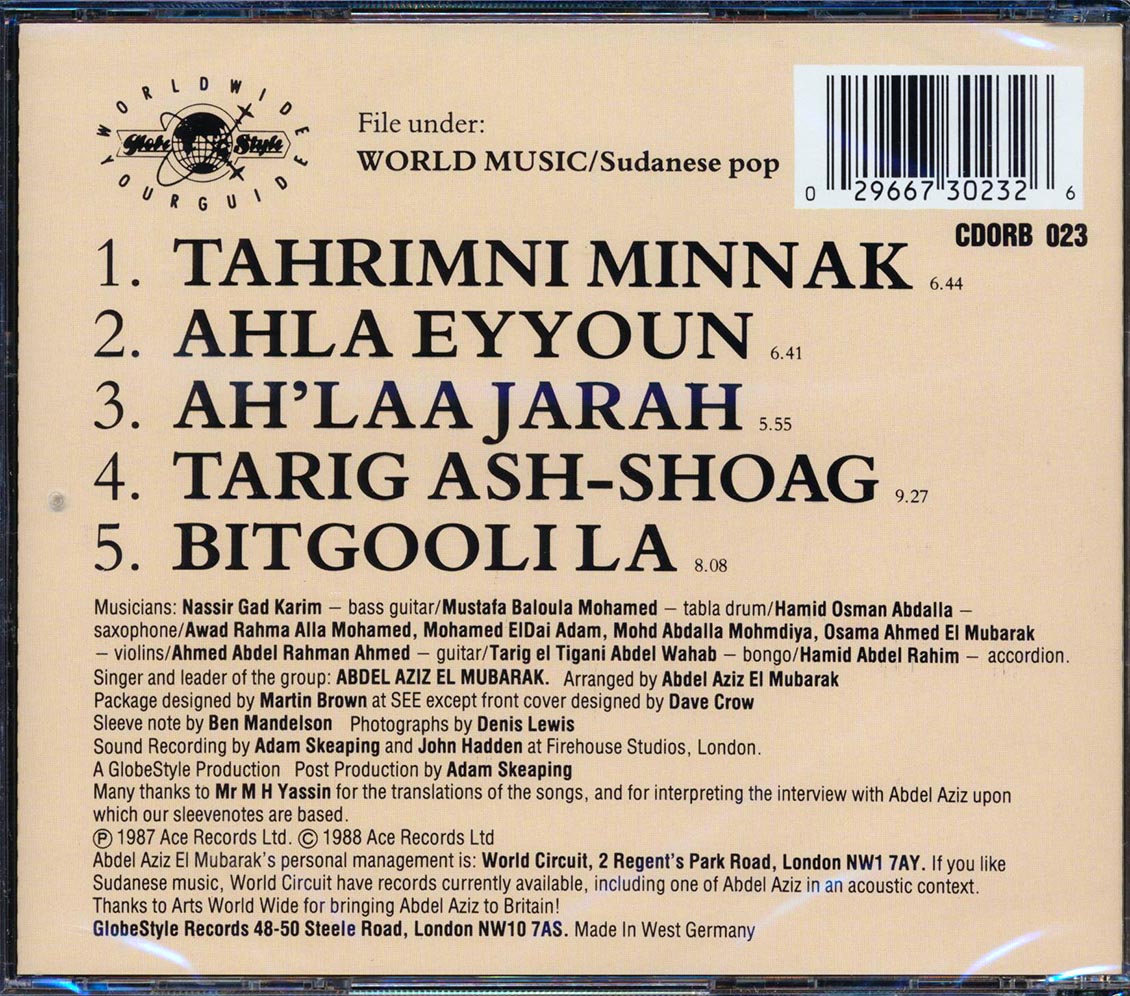 WORLDWIDE
Globe Style
YOUR GUIDE
File under:
WORLD MUSIC/Sudanese pop
0 29667 30232 6
CDORB 023
1. TAHRIMNI MINNAK 6.44
2. AHLA EYYOUN 6.41
3. AH’LAA JARAH 5.55
4. TARIG ASH-SHOAG 9.27
5. BITGOOLI LA 8.08
Musicians: Nassir Gad Karim – bass guitar/Mustafa Baloula Mohamed – tabla drum/Hamid Osman Abdalla –
saxophone/Awad Rahma Alla Mohamed, Mohamed ElDai Adam, Mohd Abdalla Mohmdiya, Osama Ahmed El Mubarak
– violins/Ahmed Abdel Rahman Ahmed – guitar/Tarig el Tigani Abdel Wahab – bongo/Hamid Abdel Rahim – accordion.
Singer and leader of the group: ABDEL AZIZ EL MUBARAK. Arranged by Abdel Aziz El Mubarak
Package designed by Martin Brown at SEE except front cover designed by Dave Crow
Sleeve note by Ben Mandelson Photographs by Denis Lewis
Sound Recording by Adam Skeaping and John Hadden at Firehouse Studios, London.
A GlobeStyle Production Post Production by Adam Skeaping
Many thanks to Mr M H Yassin for the translations of the songs, and for interpreting the interview with Abdel Aziz upon
which our sleevenotes are based.
Ⓟ 1987 Ace Records Ltd. © 1988 Ace Records Ltd
Abdel Aziz El Mubarak’s personal management is: World Circuit, 2 Regent’s Park Road, London NW1 7AY. If you like
Sudanese music, World Circuit have records currently available, including one of Abdel Aziz in an acoustic context.
Thanks to Arts World Wide for bringing Abdel Aziz to Britain!
GlobeStyle Records 48-50 Steele Road, London NW10 7AS. Made In West Germany